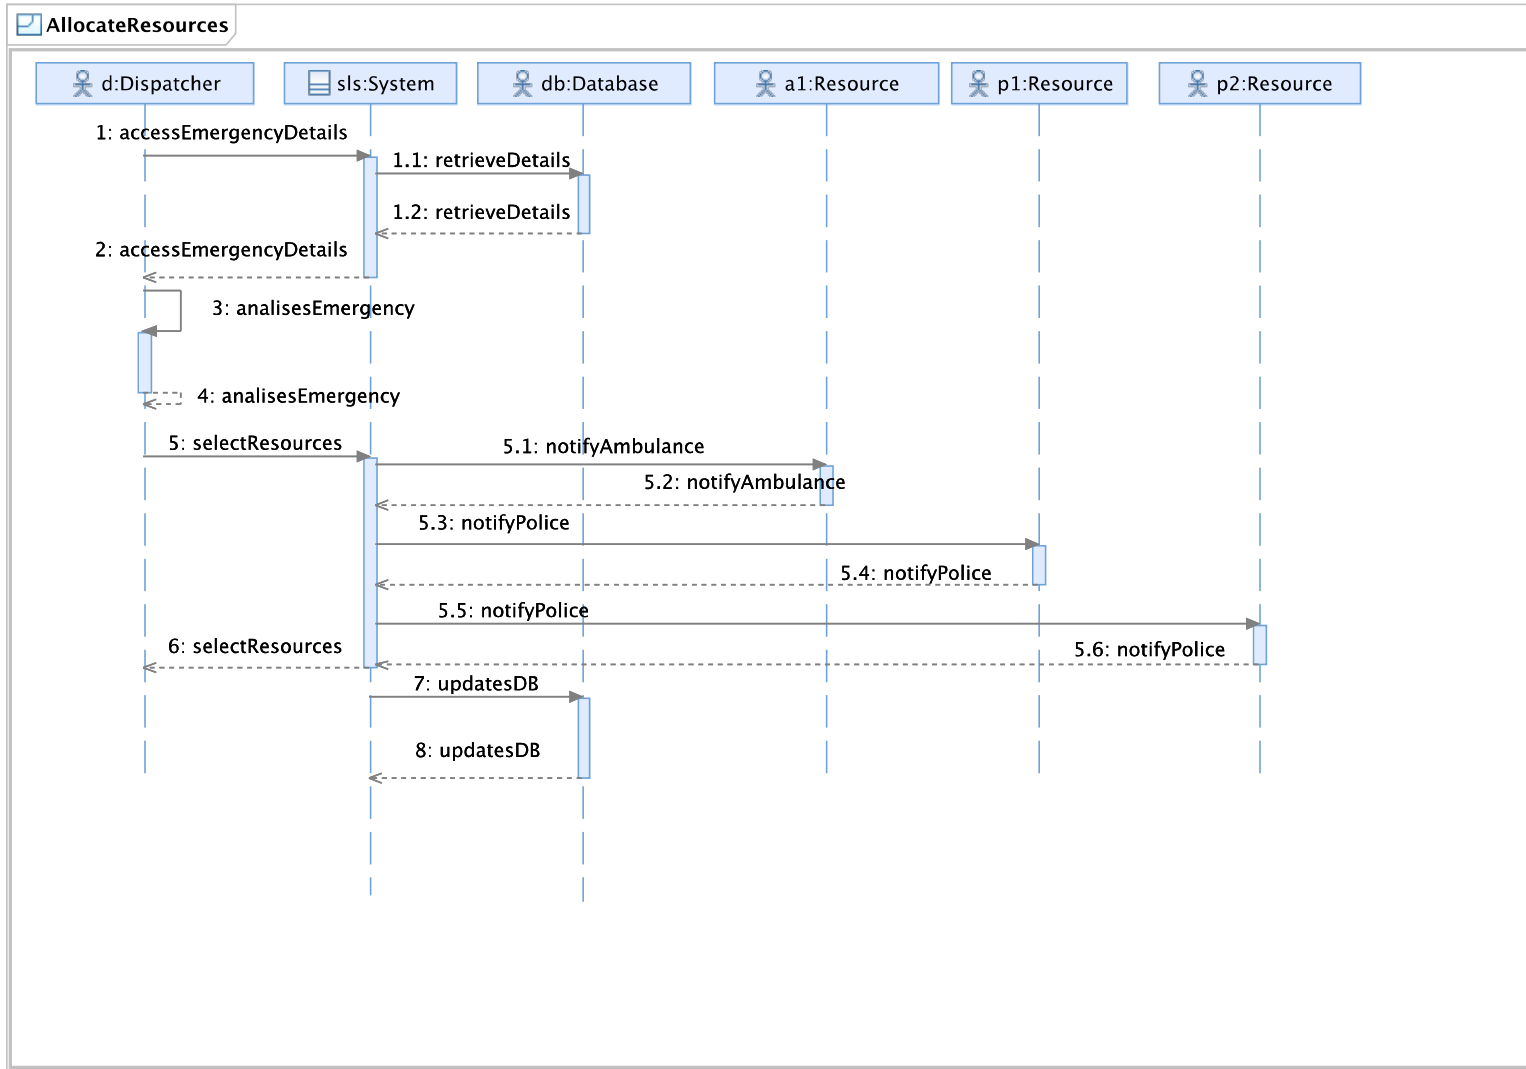 AllocateResources
d:Dispatcher
sls:System
db:Database
a1:Resource
p1:Resource
p2:Resource
1: accessEmergencyDetails
1.1: retrieveDetails
1.2: retrieveDetails
2: accessEmergencyDetails
3: analisesEmergency
4: analisesEmergency
5: selectResources
5.1: notifyAmbulance
5.2: notifyAmbulance
5.3: notifyPolice
5.4: notifyPolice
5.5: notifyPolice
6: selectResources
5.6: notifyPolice
7: updatesDB
8: updatesDB